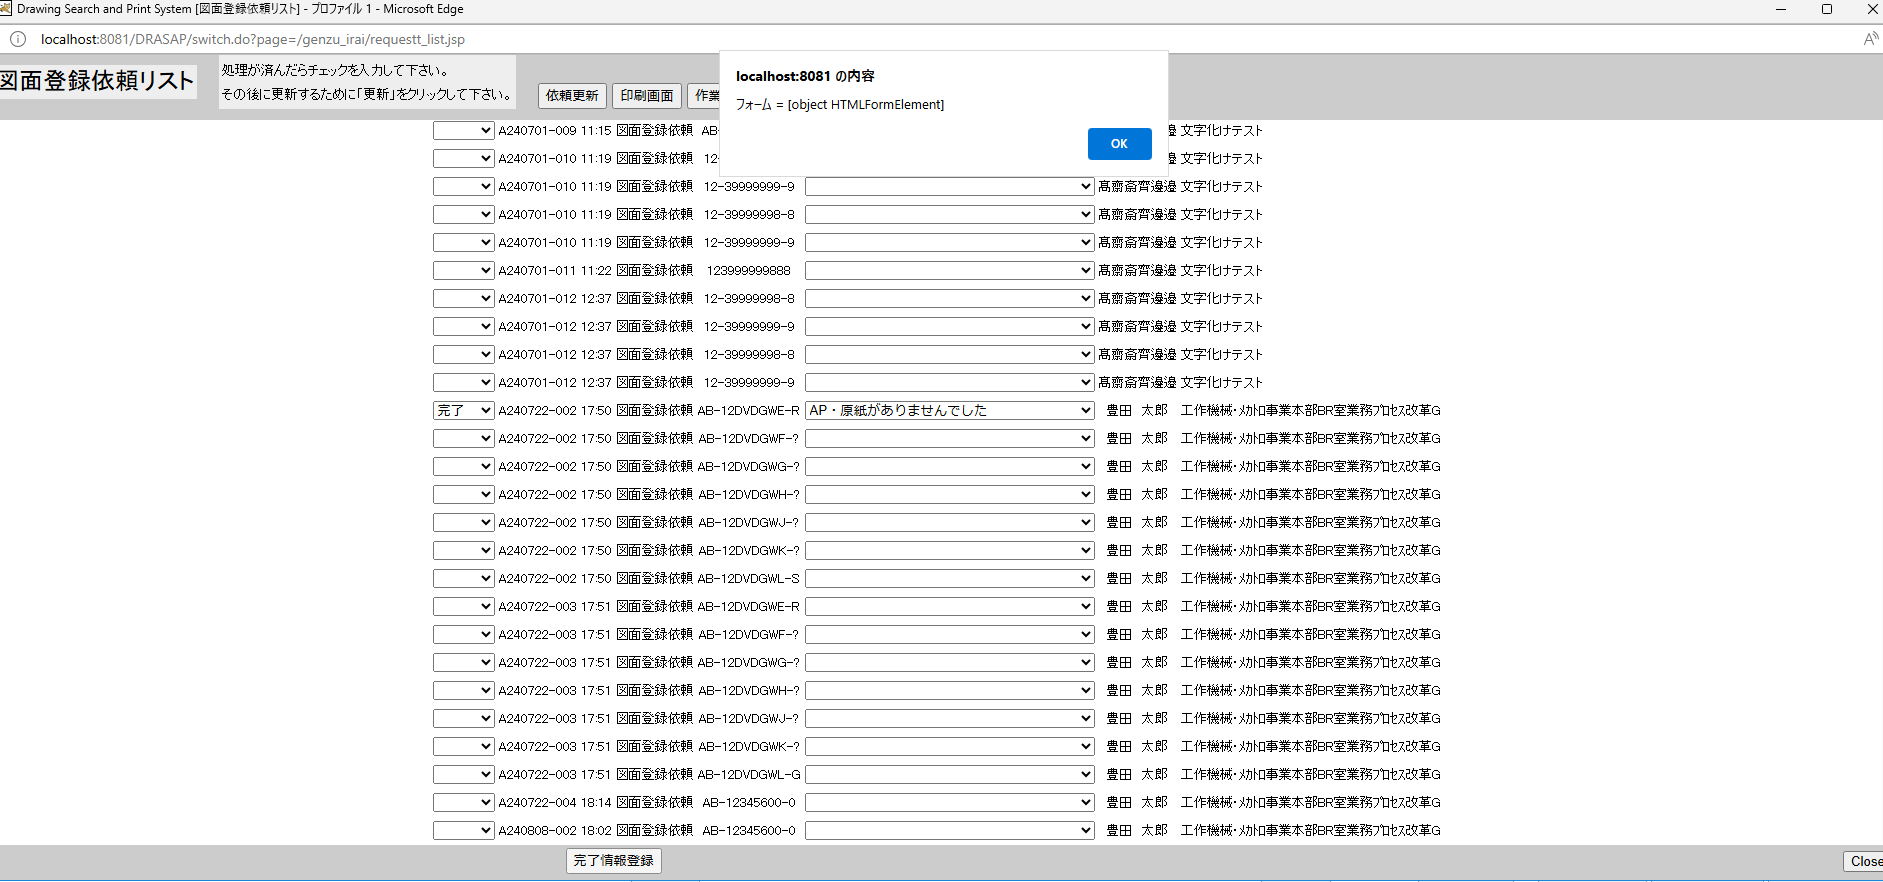 Drawing Search and Print System [図面登録依頼リスト] - プロファイル 1 - Microsoft Edge
localhost:8081/DRASAP/switch.do?page=/genzu_irai/requestt_list.jsp
図面登録依頼リスト
処理が済んだらチェックを入力して下さい。
その後に更新するために「更新」をクリックして下さい。
依頼更新 印刷画面 作業
localhost:8081 の内容
フォーム = [object HTMLFormElement]
OK
A240701-009 11:15 図面登録依頼 AB- 邉 文字化けテスト
A240701-010 11:19 図面登録依頼 12- 邉 文字化けテスト
A240701-010 11:19 図面登録依頼 12-39999999-9 髙齋斎齊邉邉 文字化けテスト
A240701-010 11:19 図面登録依頼 12-39999998-8 髙齋斎齊邉邉 文字化けテスト
A240701-010 11:19 図面登録依頼 12-39999999-9 髙齋斎齊邉邉 文字化けテスト
A240701-011 11:22 図面登録依頼 123999999888 髙齋斎齊邉邉 文字化けテスト
A240701-012 12:37 図面登録依頼 12-39999998-8 髙齋斎齊邉邉 文字化けテスト
A240701-012 12:37 図面登録依頼 12-39999999-9 髙齋斎齊邉邉 文字化けテスト
A240701-012 12:37 図面登録依頼 12-39999998-8 髙齋斎齊邉邉 文字化けテスト
A240701-012 12:37 図面登録依頼 12-39999999-9 髙齋斎齊邉邉 文字化けテスト
完了 A240722-002 17:50 図面登録依頼 AB-12DVDGWE-R AP・原紙がありませんでした 豊田 太郎 工作機械・ﾒｶﾄﾛ事業本部BR室業務プロセス改革G
A240722-002 17:50 図面登録依頼 AB-12DVDGWF-? 豊田 太郎 工作機械・ﾒｶﾄﾛ事業本部BR室業務プロセス改革G
A240722-002 17:50 図面登録依頼 AB-12DVDGWG-? 豊田 太郎 工作機械・ﾒｶﾄﾛ事業本部BR室業務プロセス改革G
A240722-002 17:50 図面登録依頼 AB-12DVDGWH-? 豊田 太郎 工作機械・ﾒｶﾄﾛ事業本部BR室業務プロセス改革G
A240722-002 17:50 図面登録依頼 AB-12DVDGWJ-? 豊田 太郎 工作機械・ﾒｶﾄﾛ事業本部BR室業務プロセス改革G
A240722-002 17:50 図面登録依頼 AB-12DVDGWK-? 豊田 太郎 工作機械・ﾒｶﾄﾛ事業本部BR室業務プロセス改革G
A240722-002 17:50 図面登録依頼 AB-12DVDGWL-S 豊田 太郎 工作機械・ﾒｶﾄﾛ事業本部BR室業務プロセス改革G
A240722-003 17:51 図面登録依頼 AB-12DVDGWE-R 豊田 太郎 工作機械・ﾒｶﾄﾛ事業本部BR室業務プロセス改革G
A240722-003 17:51 図面登録依頼 AB-12DVDGWF-? 豊田 太郎 工作機械・ﾒｶﾄﾛ事業本部BR室業務プロセス改革G
A240722-003 17:51 図面登録依頼 AB-12DVDGWG-? 豊田 太郎 工作機械・ﾒｶﾄﾛ事業本部BR室業務プロセス改革G
A240722-003 17:51 図面登録依頼 AB-12DVDGWH-? 豊田 太郎 工作機械・ﾒｶﾄﾛ事業本部BR室業務プロセス改革G
A240722-003 17:51 図面登録依頼 AB-12DVDGWJ-? 豊田 太郎 工作機械・ﾒｶﾄﾛ事業本部BR室業務プロセス改革G
A240722-003 17:51 図面登録依頼 AB-12DVDGWK-? 豊田 太郎 工作機械・ﾒｶﾄﾛ事業本部BR室業務プロセス改革G
A240722-003 17:51 図面登録依頼 AB-12DVDGWL-G 豊田 太郎 工作機械・ﾒｶﾄﾛ事業本部BR室業務プロセス改革G
A240722-004 18:14 図面登録依頼 AB-12345600-0 豊田 太郎 工作機械・ﾒｶﾄﾛ事業本部BR室業務プロセス改革G
A240808-002 18:02 図面登録依頼 AB-12345600-0 豊田 太郎 工作機械・ﾒｶﾄﾛ事業本部BR室業務プロセス改革G
完了情報登録 Close